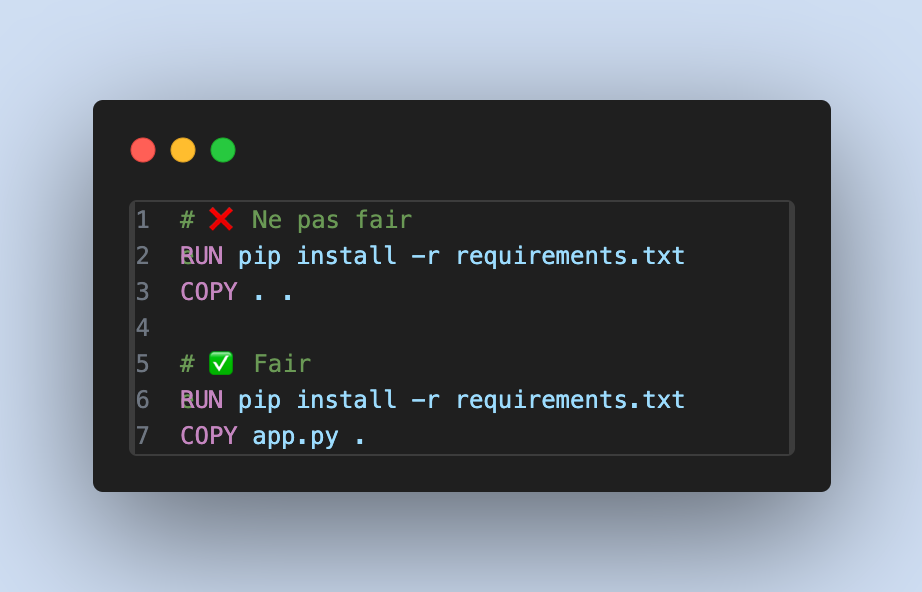 1 # ❌ Ne pas fair
2 RUN pip install -r requirements.txt
3 COPY . .
4
5 # ✅ Fair
6 RUN pip install -r requirements.txt
7 COPY app.py .